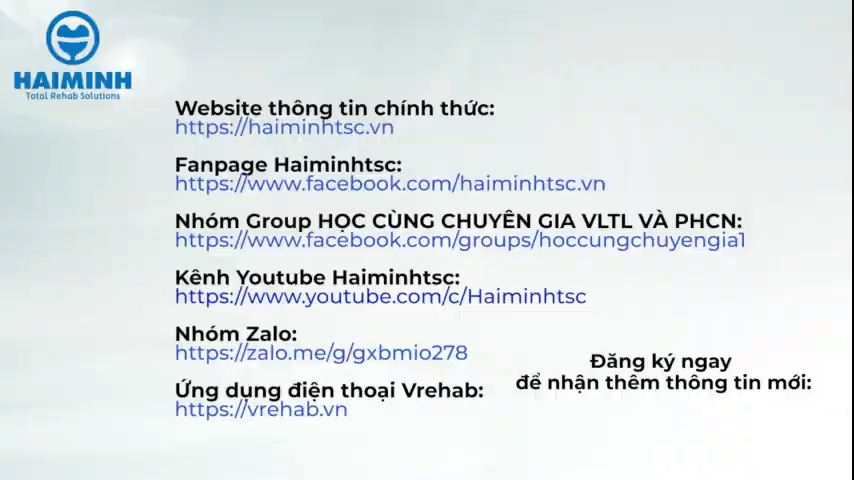 HAIMINH
Total Rehab Solutions
Website thông tin chính thức:
https://haiminhtsc.vn
Fanpage Haiminhtsc:
https://www.facebook.com/haiminhtsc.vn
Nhóm Group HỌC CÙNG CHUYÊN GIA VLTL VÀ PHCN:
https://www.facebook.com/groups/hoccungchuyengia1
Kênh Youtube Haiminhtsc:
https://www.youtube.com/c/Haiminhtsc
Nhóm Zalo:
https://zalo.me/g/gxbmio278
Ứng dụng điện thoại Vrehab:
https://vrehab.vn
Đăng ký ngay
để nhận thêm thông tin mới: